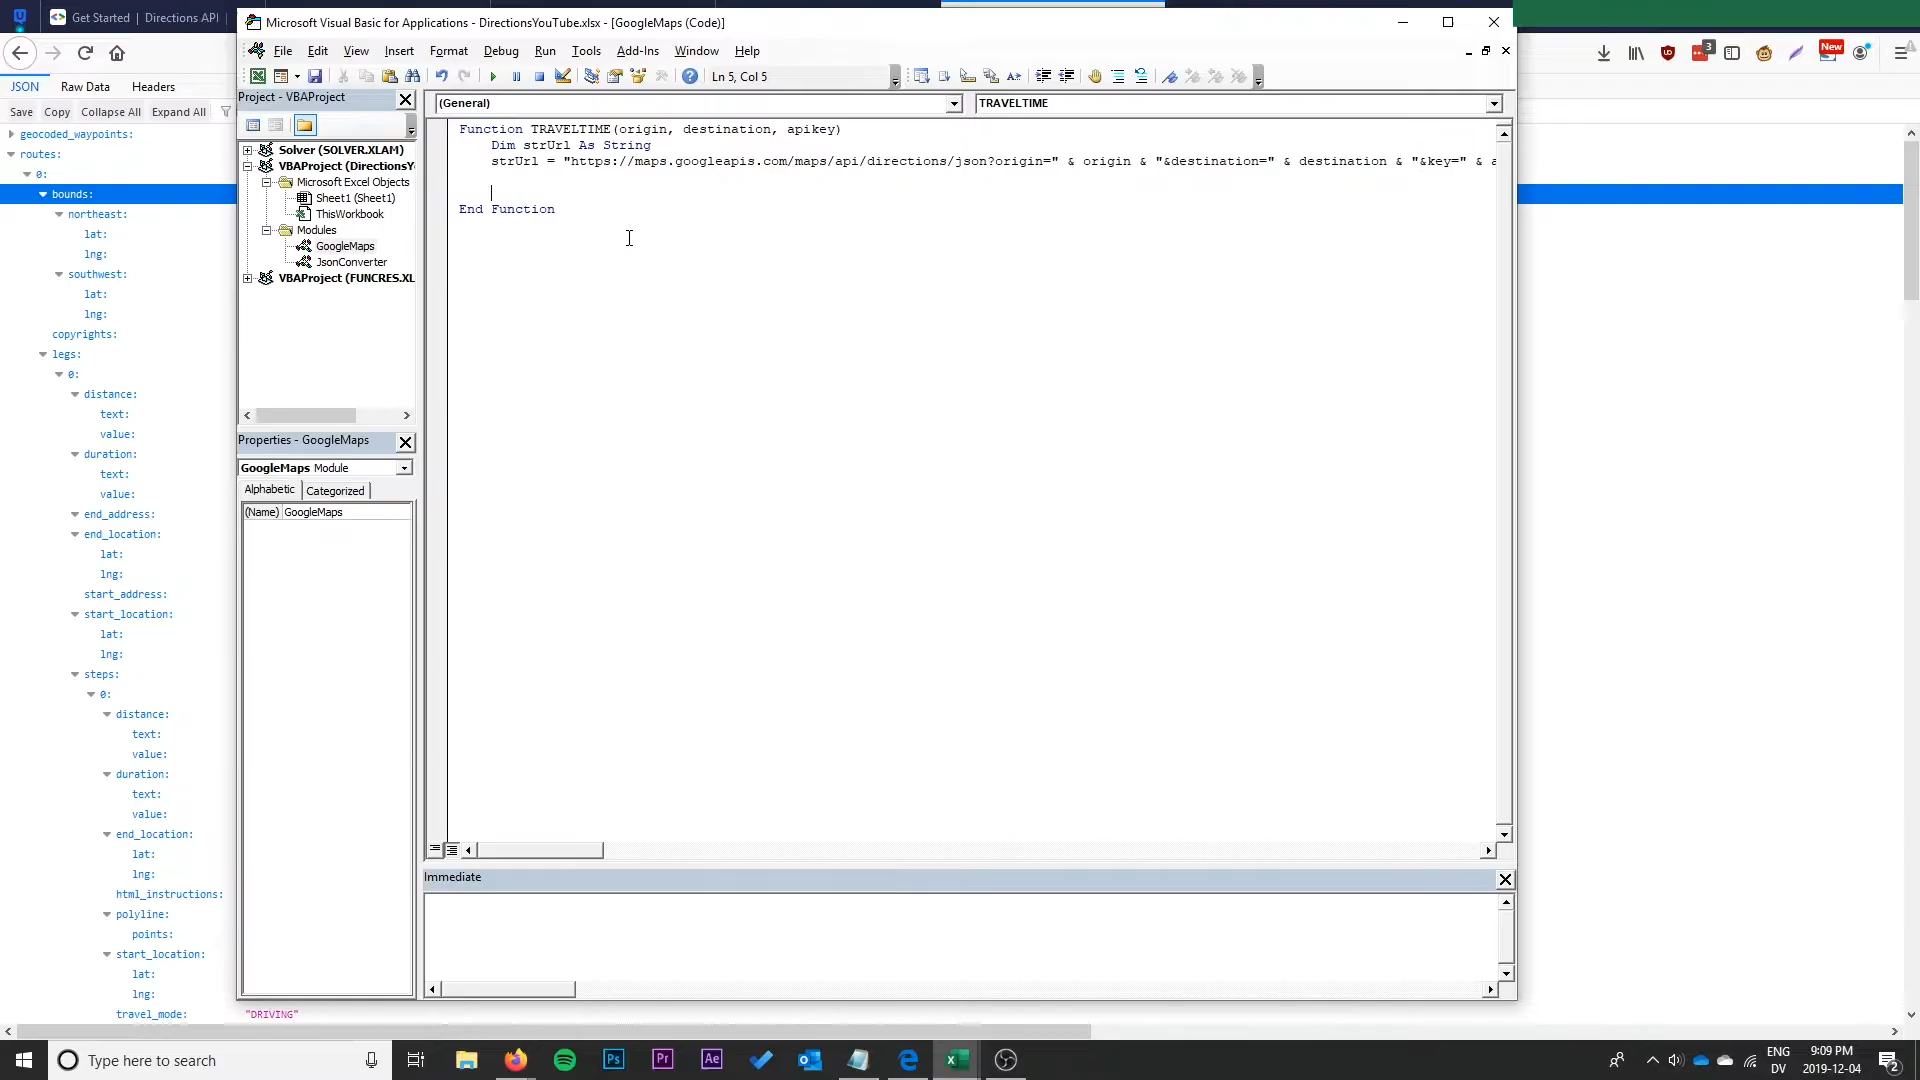 Get Started | Directions API
Microsoft Visual Basic for Applications - DirectionsYouTube.xlsx - [GoogleMaps (Code)]
File Edit View Insert Format Debug Run Tools Add-Ins Window Help
3
New
JSON Raw Data Headers
Ln 5, Col 5
Save Copy Collapse All Expand All
Project - VBAProject
(General)
TRAVELTIME
Solver (SOLVER.XLAM)
VBAProject (DirectionsY
Microsoft Excel Objects
Sheet1 (Sheet1)
ThisWorkbook
Modules
GoogleMaps
JsonConverter
VBAProject (FUNCRES.XL
Function TRAVELTIME(origin, destination, apikey)
Dim strUrl As String
strUrl = "https://maps.googleapis.com/maps/api/directions/json?origin=" & origin & "&destination=" & destination & "&key=" & a
End Function
Properties - GoogleMaps
GoogleMaps Module
Alphabetic Categorized
(Name) GoogleMaps
Immediate
geocoded_waypoints:
routes:
0:
bounds:
northeast:
lat:
lng:
southwest:
lat:
lng:
copyrights:
legs:
0:
distance:
text:
value:
duration:
text:
value:
end_address:
end_location:
lat:
lng:
start_address:
start_location:
lat:
lng:
steps:
0:
distance:
text:
value:
duration:
text:
value:
end_location:
lat:
lng:
html_instructions:
polyline:
points:
start_location:
lat:
lng:
travel_mode: "DRIVING"
Type here to search
Ps
Pr
Ae
ENG
DV
9:09 PM
2019-12-04
2